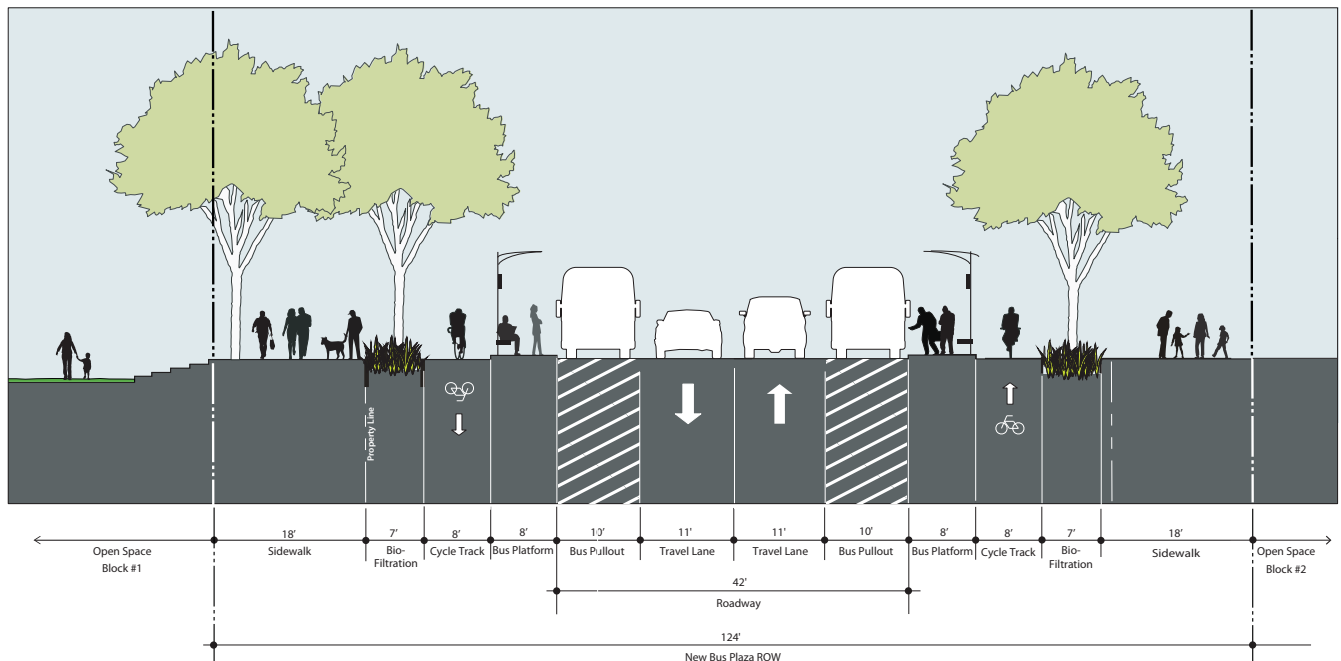 Property Line
18'
7'
8'
8'
10'
11'
11'
10'
8'
8'
7'
18'
Open Space
Block #1
Sidewalk
Bio-
Filtration
Cycle Track
Bus Platform
Bus Pullout
Travel Lane
Travel Lane
Bus Pullout
Bus Platform
Cycle Track
Bio-
Filtration
Sidewalk
Open Space
Block #2
42'
Roadway
124'
New Bus Plaza ROW